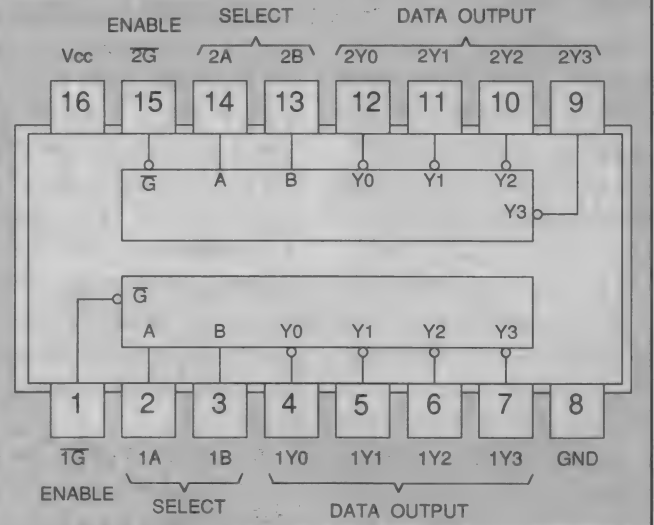 ENABLE SELECT DATA OUTPUT
Vcc 2G 2A 2B 2Y0 2Y1 2Y2 2Y3
16 15 14 13 12 11 10 9
G A B Y0 Y1 Y2
Y3
G
A B Y0 Y1 Y2 Y3
1 2 3 4 5 6 7 8
1G 1A 1B 1Y0 1Y1 1Y2 1Y3 GND
ENABLE SELECT DATA OUTPUT